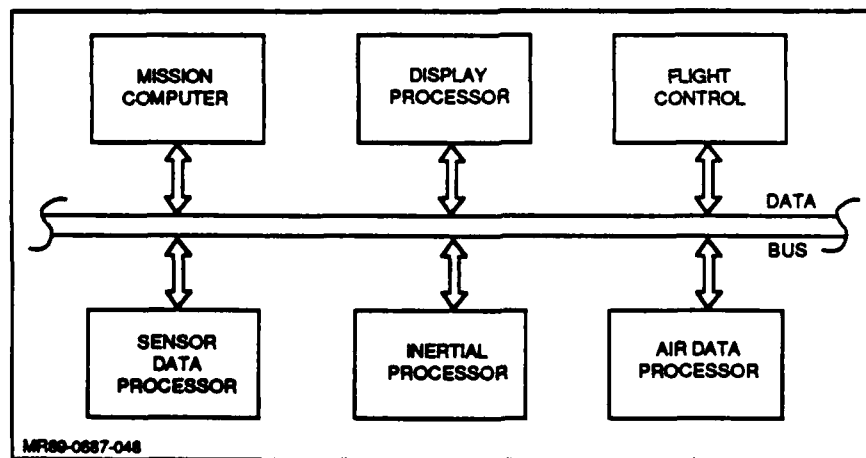 MISSION
COMPUTER
DISPLAY
PROCESSOR
FLIGHT
CONTROL
DATA
BUS
SENSOR
DATA
PROCESSOR
INERTIAL
PROCESSOR
AIR DATA
PROCESSOR
MR89-0687-048